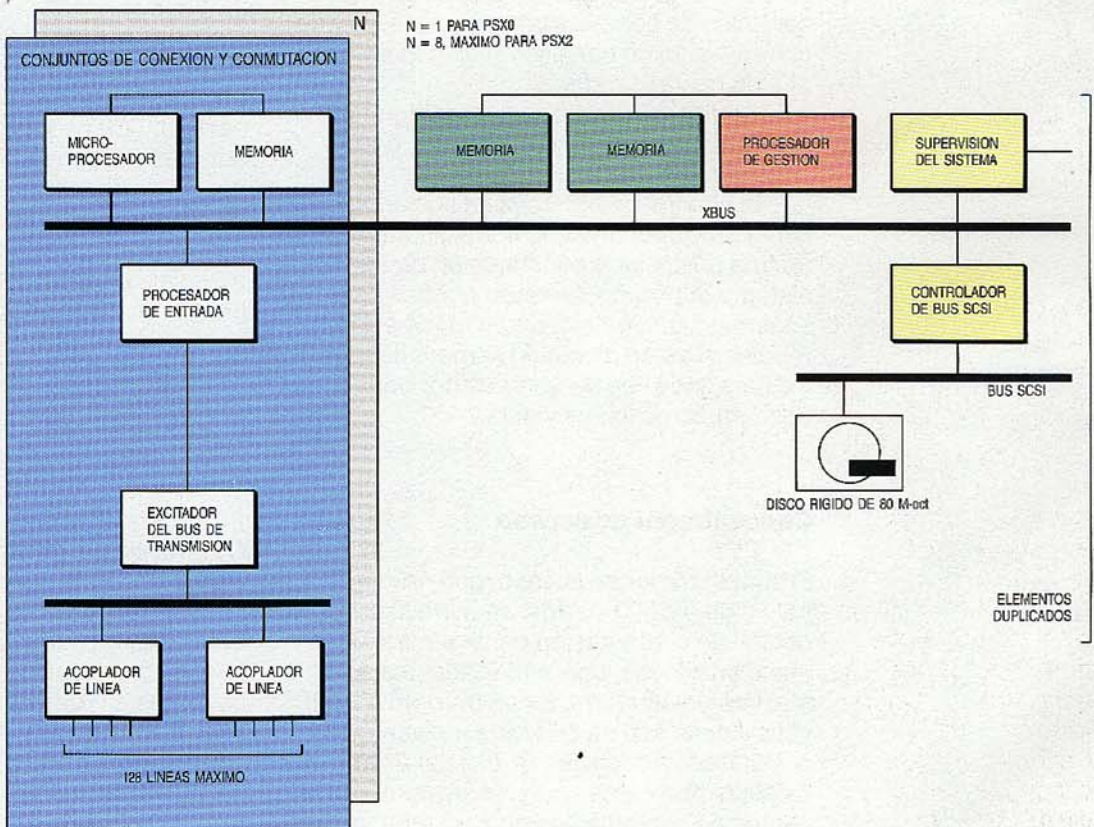 N
N = 1 PARA PSX0
N = 8, MAXIMO PARA PSX2
CONJUNTOS DE CONEXION Y CONMUTACION
MICRO-
PROCESADOR
MEMORIA
MEMORIA
MEMORIA
PROCESADOR
DE GESTION
SUPERVISION
DEL SISTEMA
XBUS
PROCESADOR
DE ENTRADA
CONTROLADOR
DE BUS SCSI
BUS SCSI
DISCO RIGIDO DE 80 M-oct
EXCITADOR
DEL BUS DE
TRANSMISION
ELEMENTOS
DUPLICADOS
ACOPLADOR
DE LINEA
ACOPLADOR
DE LINEA
128 LINEAS MAXIMO